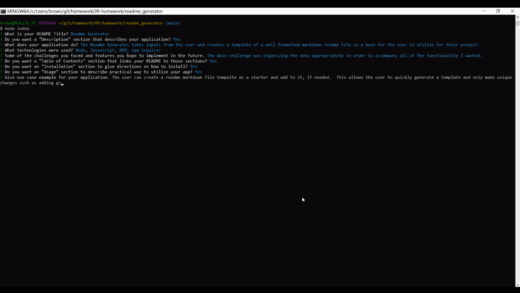 MINGW64:/c/Users/brown/git/homework/09-homework/readme_generator
MINGW64 ~/git/homework/09-homework/readme_generator (main)
$ node index
? What is your README Title? Readme Generator
? Do you want a "Description" section that describes your application? Yes
? What does your application do? The Readme Generates takes inputs from the user and creates a template of a well formatted markdown readme file as a base for the user to utilize for their project.
? What technologies were used? Node, Javascript, NPM, npm inquirer
? Some of the challenges you faced and features you hope to implement in the future. The main challenge was organizing the data appropriately in order to accompany all of the functionality I wanted.
? Do you want a "Table of Contents" section that links your README to those sections? Yes
? Do you want an "Installation" section to give directions on how to install? Yes
? Do you want an "Usage" section to describe practical way to utilize your app? Yes
? Give use case example for your application. The user can create a readme markdown file template as a starter and add to it, if needed. This allows the user to quickly generate a template and only make unique
changes such as adding